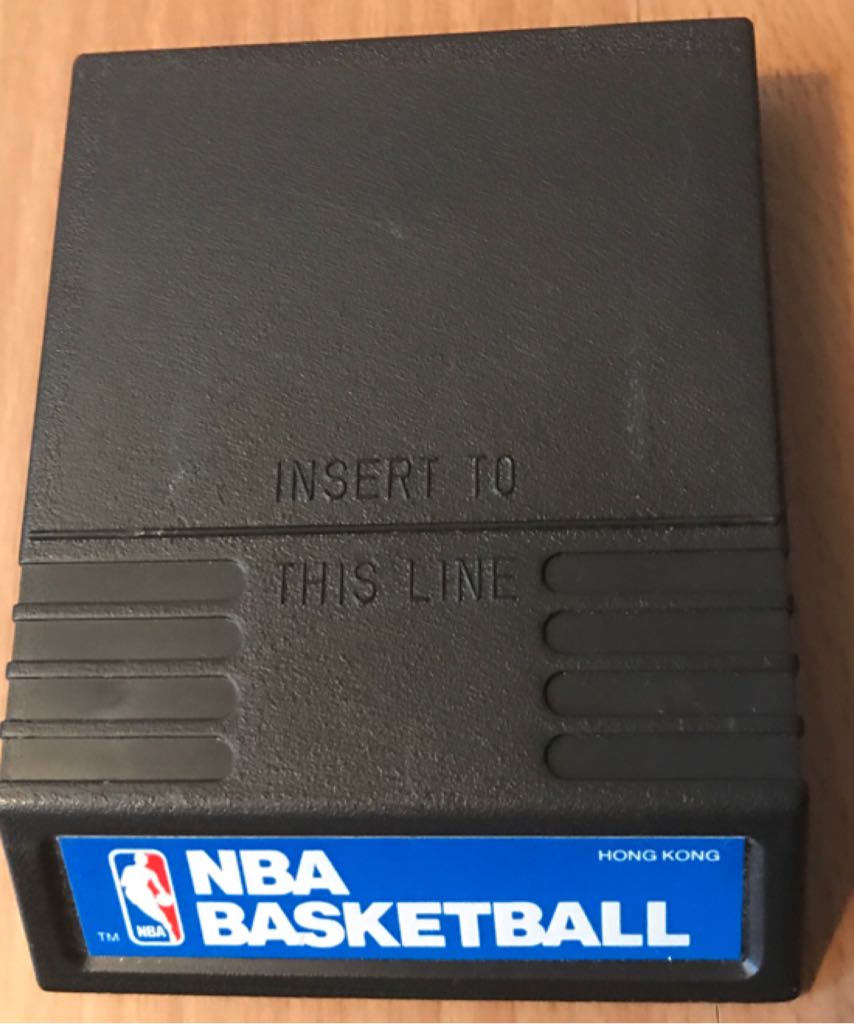 INSERT TO
THIS LINE
HONG KONG
NBA
BASKETBALL
TM
NBA